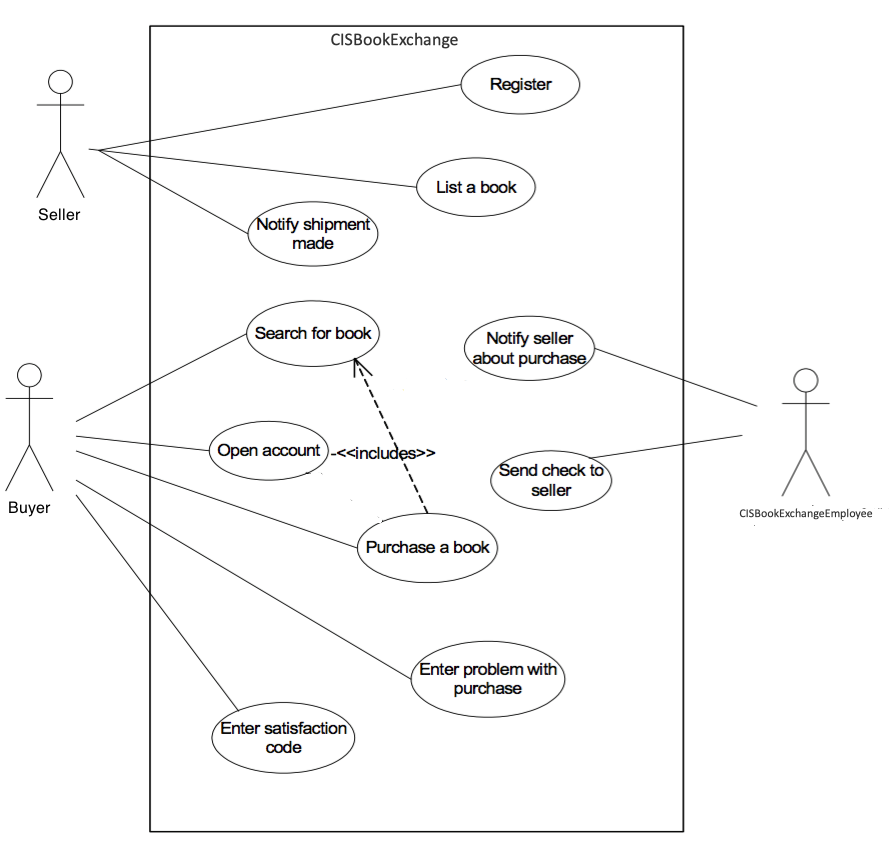 CISBookExchange
Register
List a book
Seller
Notify shipment
made
Search for book
Notify seller
about purchase
Open account
-<<includes>>
Send check to
seller
Buyer
CISBookExchangeEmployee
Purchase a book
Enter problem with
purchase
Enter satisfaction
code